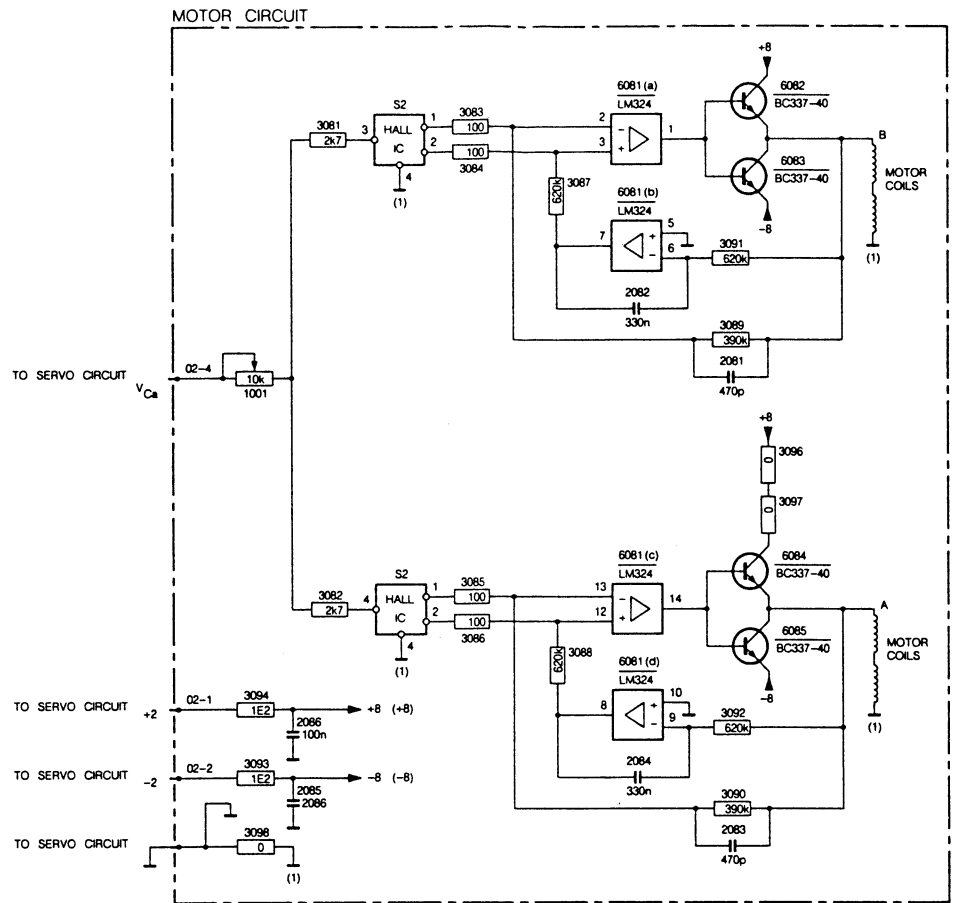 MOTOR CIRCUIT
+8
6082
BC337-40
6081 (a)
LM324
S2
HALL
IC
3
1
2
4
(1)
3081
2k7
3083
100
100
3084
2
3
1
B
MOTOR
COILS
(1)
6083
BC337-40
-8
3087
620k
6081 (b)
LM324
7
5
6
3091
620k
2082
330n
3089
390k
2081
470p
TO SERVO CIRCUIT
VCa
02-4
10k
1001
+8
0
3096
0
3097
6084
BC337-40
6081 (c)
LM324
S2
HALL
IC
4
1
2
4
(1)
3082
2k7
3085
100
100
3086
13
12
14
A
MOTOR
COILS
(1)
6085
BC337-40
-8
3088
620k
6081 (d)
LM324
8
10
9
3092
620k
2084
330n
3090
390k
2083
470p
TO SERVO CIRCUIT +2
02-1
3094
1E2
+8 (+8)
2086
100n
TO SERVO CIRCUIT -2
02-2
3093
1E2
-8 (-8)
2085
2086
TO SERVO CIRCUIT
3098
0
(1)